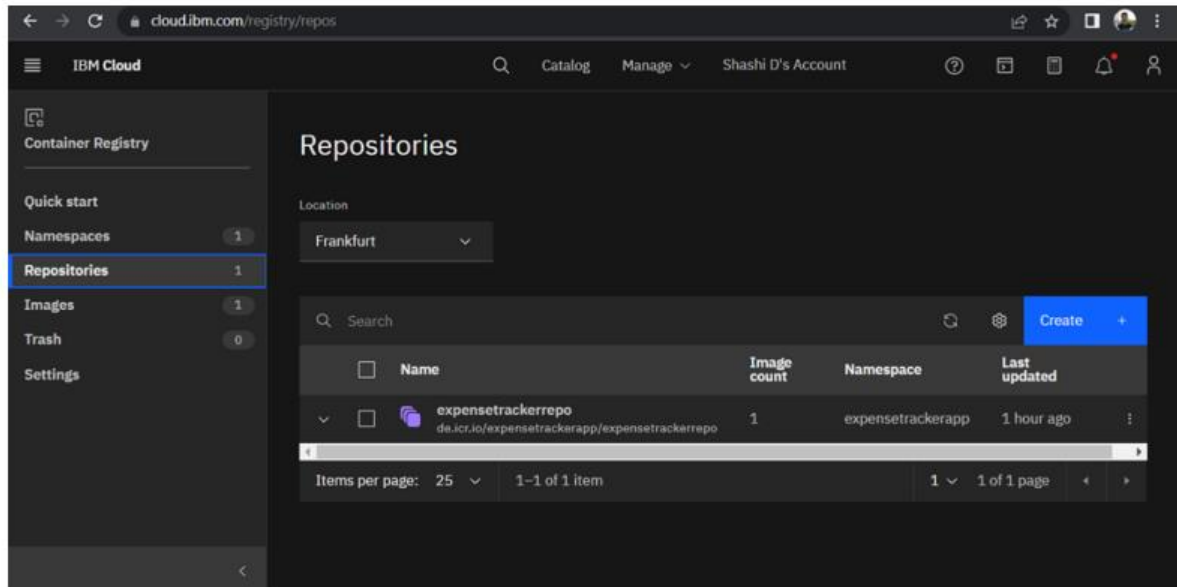 cloud.ibm.com/registry/repos
IBM Cloud
Catalog
Manage
Shashi D's Account
Container Registry
Quick start
Namespaces 1
Repositories 1
Images 1
Trash 0
Settings
Repositories
Location
Frankfurt
Search
Create +
Name Image count Namespace Last updated
expensetrackerrepo
de.icr.io/expensetrackerapp/expensetrackerrepo
1 expensetrackerapp 1 hour ago
Items per page: 25 1–1 of 1 item 1 1 of 1 page